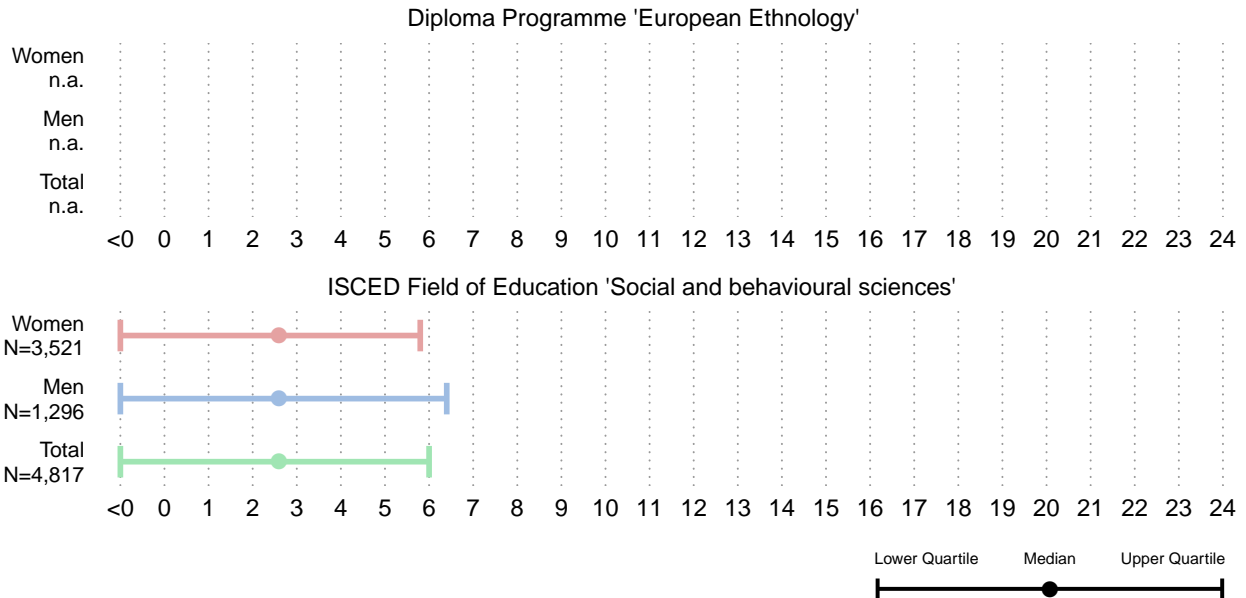 Diploma Programme 'European Ethnology'
Women
n.a.
Men
n.a.
Total
n.a.
<0 0 1 2 3 4 5 6 7 8 9 10 11 12 13 14 15 16 17 18 19 20 21 22 23 24
ISCED Field of Education 'Social and behavioural sciences'
Women
N=3,521
Men
N=1,296
Total
N=4,817
<0 0 1 2 3 4 5 6 7 8 9 10 11 12 13 14 15 16 17 18 19 20 21 22 23 24
Lower Quartile Median Upper Quartile